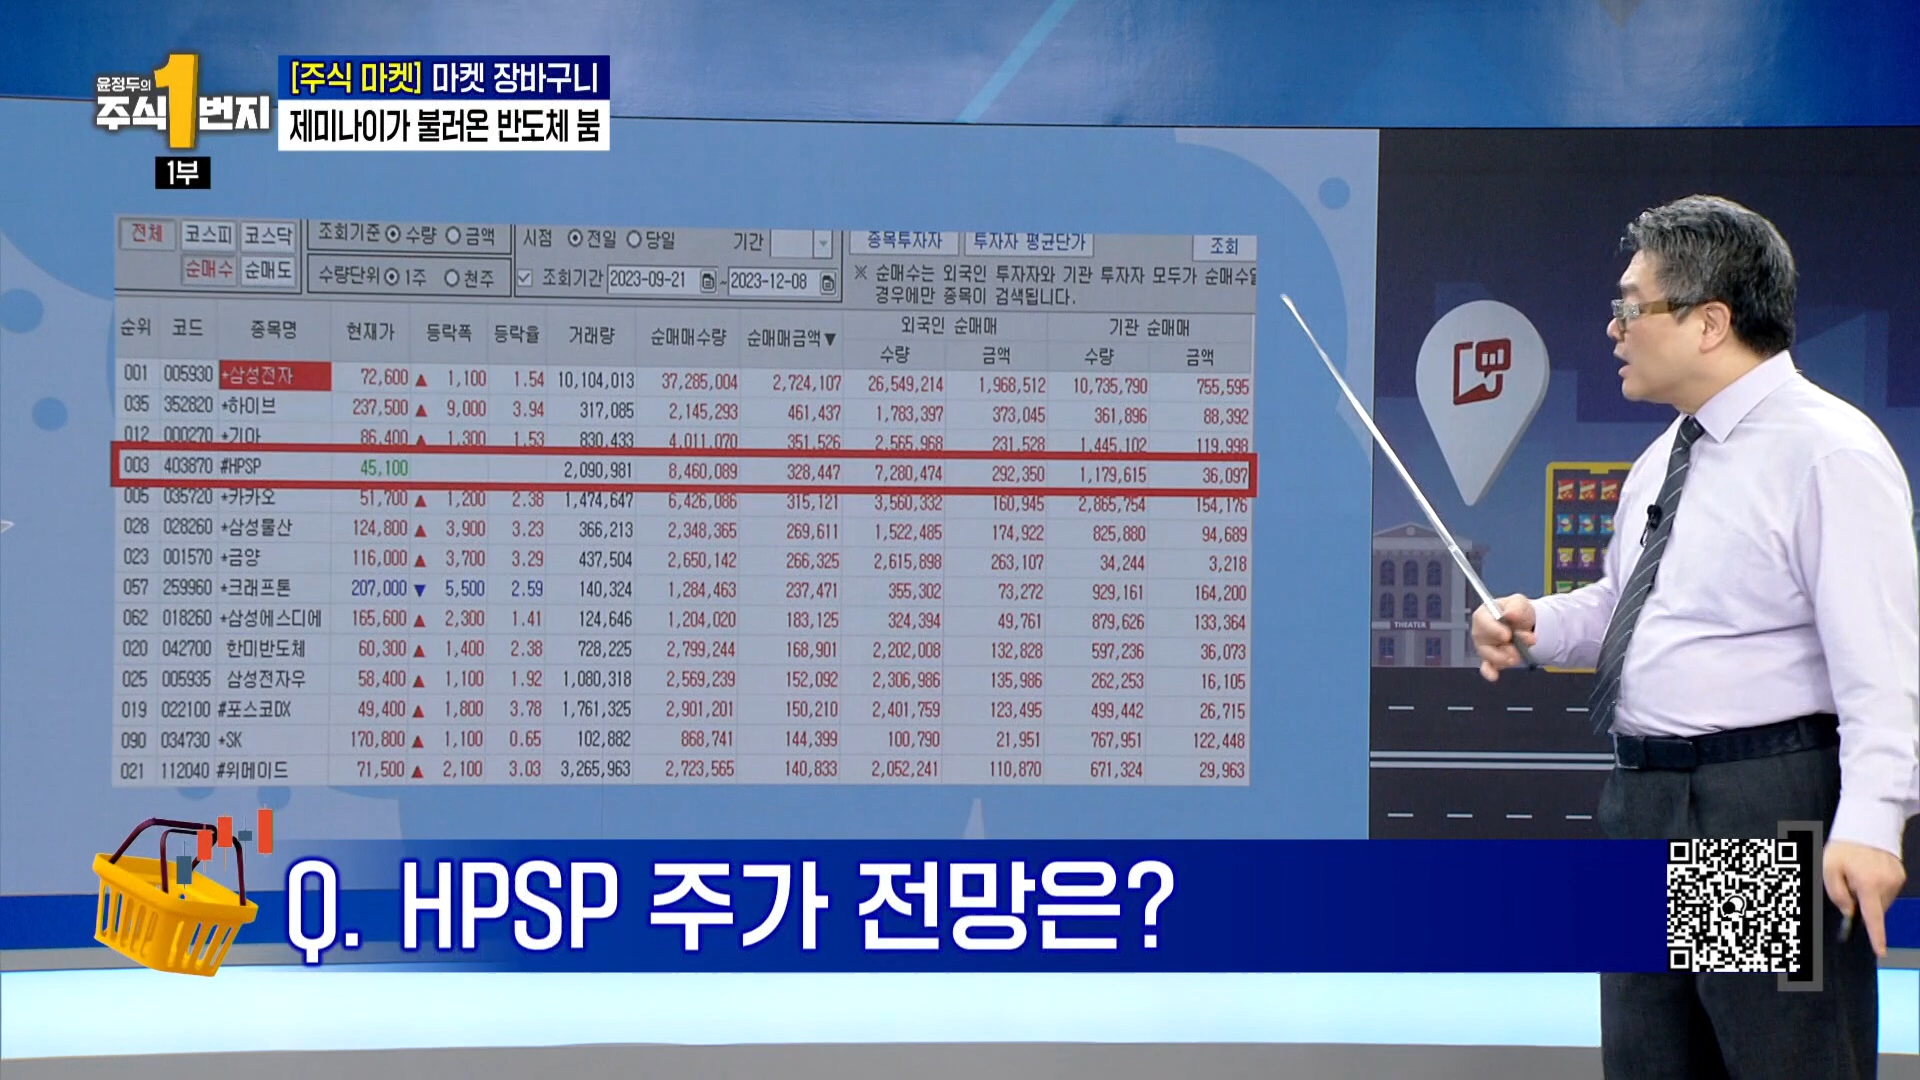 윤정두의
주식1번지
1부
[주식 마켓] 마켓 장바구니
제미나이가 불러온 반도체 붐
전체 코스피 코스닥 조회기준 수량 금액 시점 전일 당일 기간 종목투자자 투자자 평균단가 조회
순매수 순매도 수량단위 1주 천주 조회기간 2023-09-21 ~ 2023-12-08 ※ 순매수는 외국인 투자자와 기관 투자자 모두가 순매수일
경우에만 종목이 검색됩니다.
순위 코드 종목명 현재가 등락폭 등락율 거래량 순매매수량 순매매금액▼ 외국인 순매매 기관 순매매
수량 금액 수량 금액
001 005930 *삼성전자 72,600 ▲ 1,100 1.54 10,104,013 37,285,004 2,724,107 26,549,214 1,968,512 10,735,790 755,595
035 352820 *하이브 237,500 ▲ 9,000 3.94 317,085 2,145,293 461,437 1,783,397 373,045 361,896 88,392
012 000270 *기아 86,400 ▲ 1,300 1.53 830,433 4,011,070 351,526 2,565,968 231,528 1,445,102 119,998
003 403870 #HPSP 45,100 2,090,981 8,460,089 328,447 7,280,474 292,350 1,179,615 36,097
005 035720 *카카오 51,700 ▲ 1,200 2.38 1,474,647 6,426,086 315,121 3,560,332 160,945 2,865,754 154,176
028 028260 *삼성물산 124,800 ▲ 3,900 3.23 366,213 2,348,365 269,611 1,522,485 174,922 825,880 94,689
023 001570 *금양 116,000 ▲ 3,700 3.29 437,504 2,650,142 266,325 2,615,898 263,107 34,244 3,218
057 259960 *크래프톤 207,000 ▼ 5,500 2.59 140,324 1,284,463 237,471 355,302 73,272 929,161 164,200
062 018260 *삼성에스디에 165,600 ▲ 2,300 1.41 124,646 1,204,020 183,125 324,394 49,761 879,626 133,364
020 042700 한미반도체 60,300 ▲ 1,400 2.38 728,225 2,799,244 168,901 2,202,008 132,828 597,236 36,073
025 005935 삼성전자우 58,400 ▲ 1,100 1.92 1,080,318 2,569,239 152,092 2,306,986 135,986 262,253 16,105
019 022100 #포스코DX 49,400 ▲ 1,800 3.78 1,761,325 2,901,201 150,210 2,401,759 123,495 499,442 26,715
090 034730 *SK 170,800 ▲ 1,100 0.65 102,882 868,741 144,399 100,790 21,951 767,951 122,448
021 112040 #위메이드 71,500 ▲ 2,100 3.03 3,265,963 2,723,565 140,833 2,052,241 110,870 671,324 29,963
THEATER
Q. HPSP 주가 전망은?